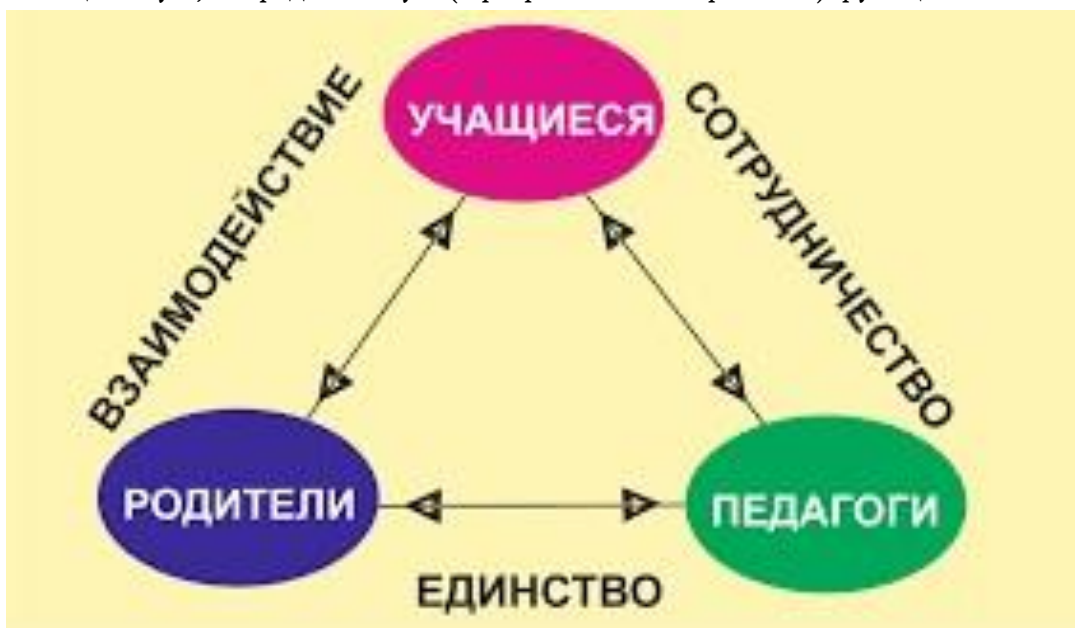 УЧАЩИЕСЯ
ВЗАИМОДЕЙСТВИЕ
СОТРУДНИЧЕСТВО
РОДИТЕЛИ
ПЕДАГОГИ
ЕДИНСТВО